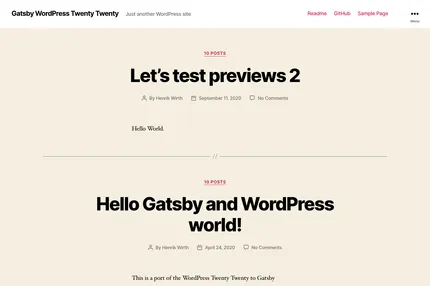 Gatsby WordPress Twenty Twenty Just another WordPress site Readme GitHub Sample Page
Menu
10 POSTS
Let's test previews 2
By Henrik Wirth September 11, 2020 No Comments
Hello World.
//
10 POSTS
Hello Gatsby and WordPress
world!
By Henrik Wirth April 24, 2020 No Comments
This is a port of the WordPress Twenty Twenty to Gatsby